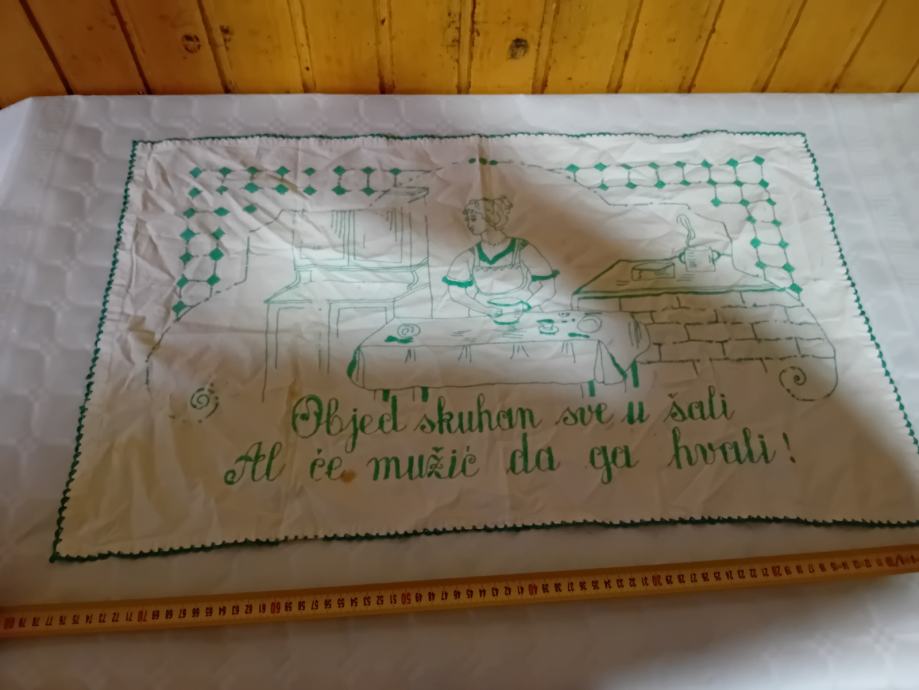 Objed skuhan sve u šali
Al će mužić da ga hvali!